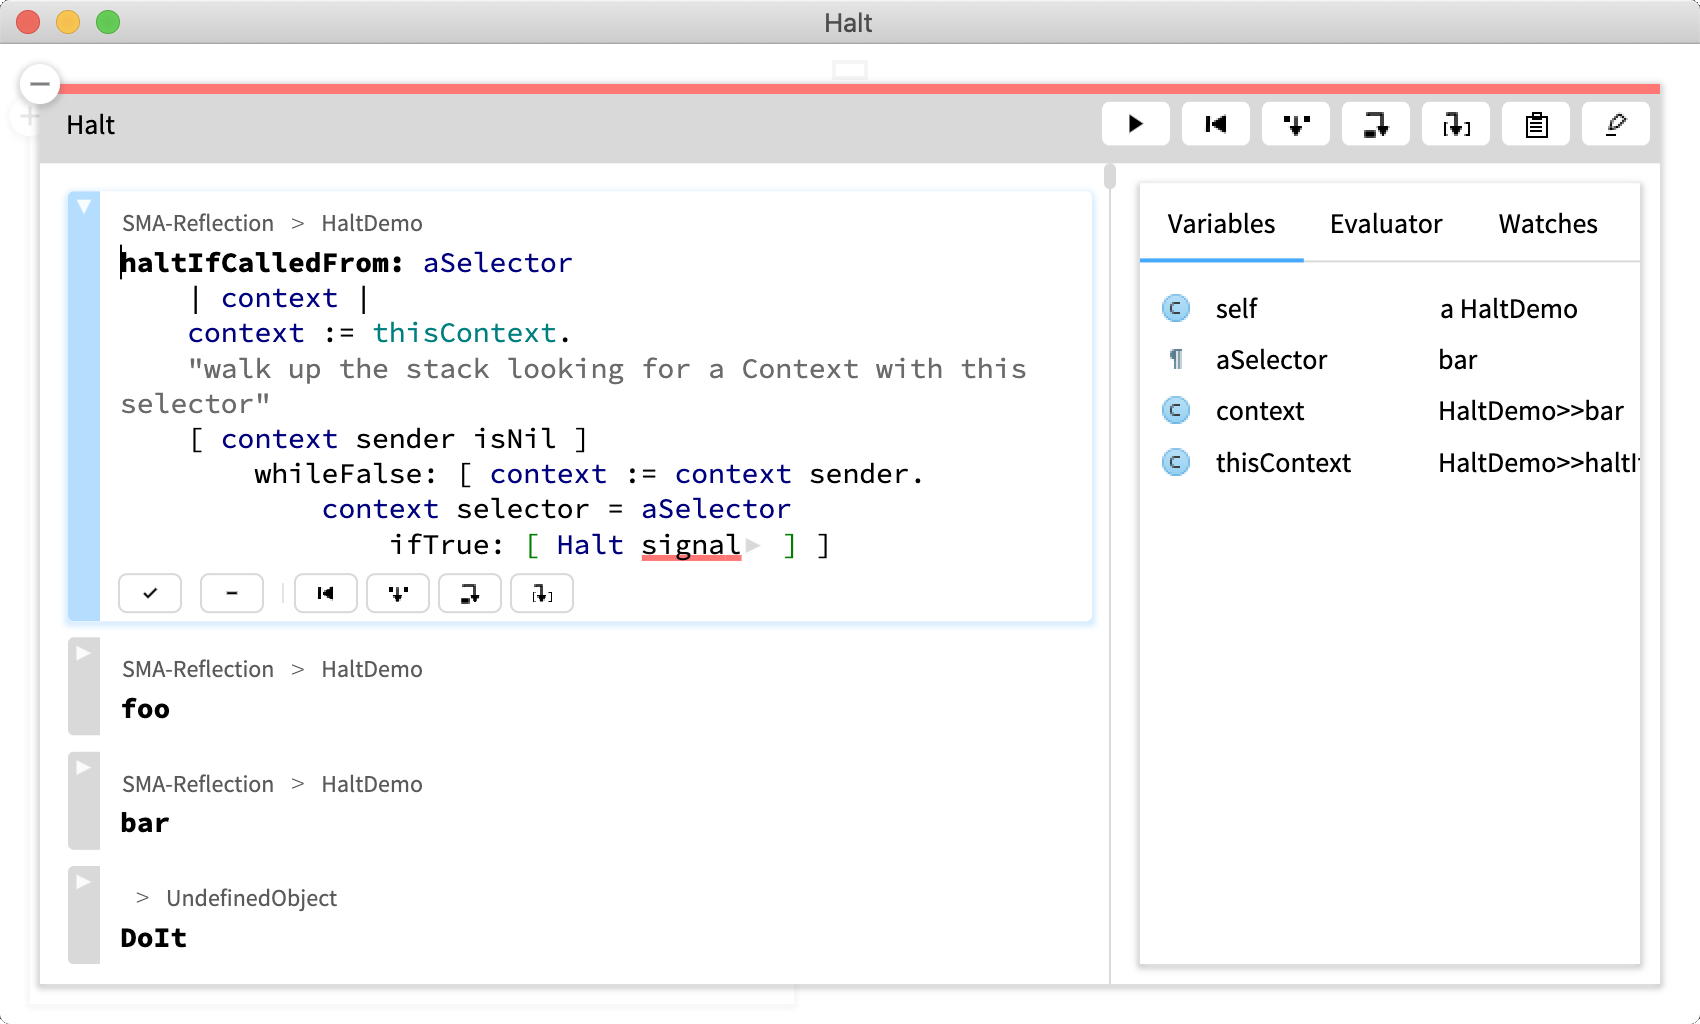 Halt
Halt
SMA-Reflection > HaltDemo
haltIfCalledFrom: aSelector
| context |
context := thisContext.
"walk up the stack looking for a Context with this
selector"
[ context sender isNil ]
whileFalse: [ context := context sender.
context selector = aSelector
ifTrue: [ Halt signal ] ]
SMA-Reflection > HaltDemo
foo
SMA-Reflection > HaltDemo
bar
> UndefinedObject
DoIt
Variables Evaluator Watches
self a HaltDemo
aSelector bar
context HaltDemo>>bar
thisContext HaltDemo>>haltI